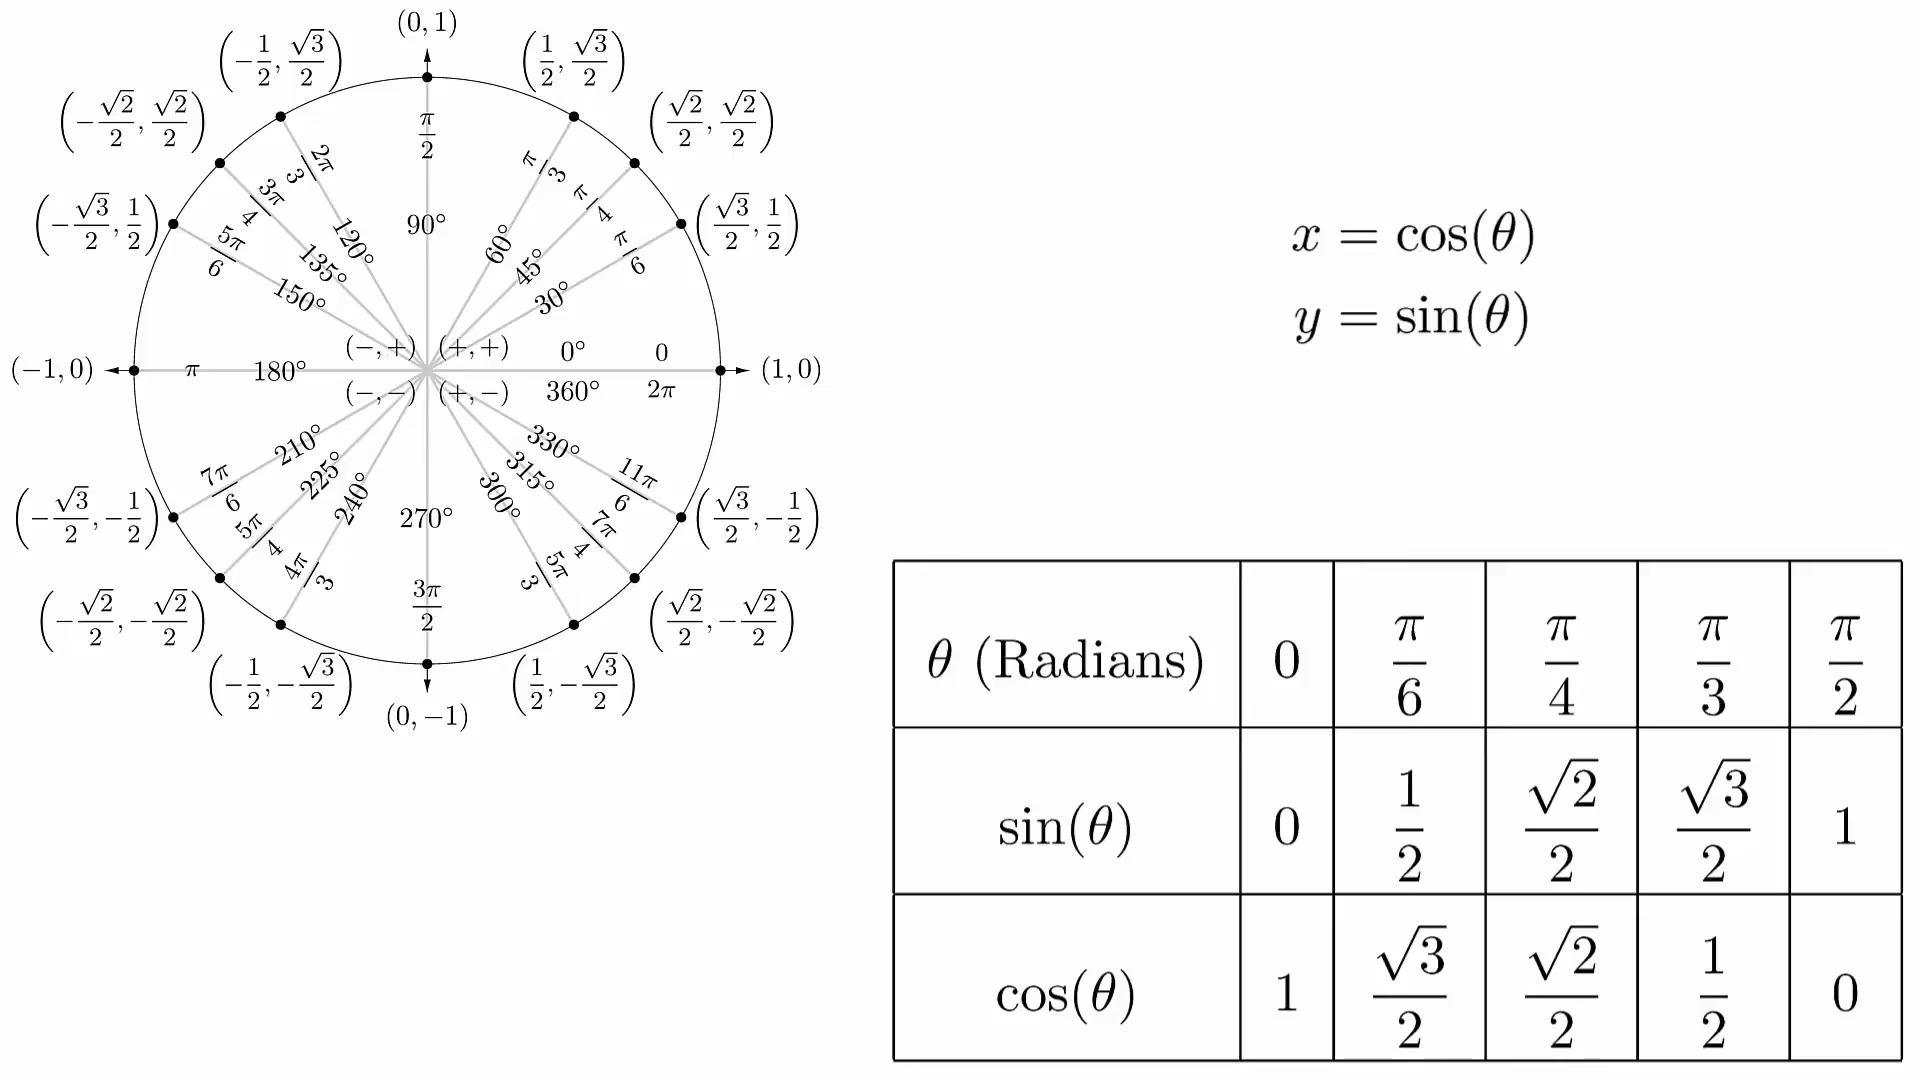 (0, 1)
(-1/2, √3/2)
(1/2, √3/2)
(-√2/2, √2/2)
(√2/2, √2/2)
(-√3/2, 1/2)
(√3/2, 1/2)
π/2
2π/3
π/3
3π/4
π/4
5π/6
π/6
90°
120°
60°
135°
45°
150°
30°
(−, +) (+, +)
0° 0
(-1, 0) π 180°
(1, 0)
(−, −) (+, −)
360° 2π
210°
330°
225°
315°
240°
300°
270°
7π/6
11π/6
5π/4
7π/4
4π/3
5π/3
3π/2
(-√3/2, -1/2)
(√3/2, -1/2)
(-√2/2, -√2/2)
(√2/2, -√2/2)
(-1/2, -√3/2)
(1/2, -√3/2)
(0, -1)
x = cos(θ)
y = sin(θ)
θ (Radians) 0 π/6 π/4 π/3 π/2
sin(θ) 0 1/2 √2/2 √3/2 1
cos(θ) 1 √3/2 √2/2 1/2 0